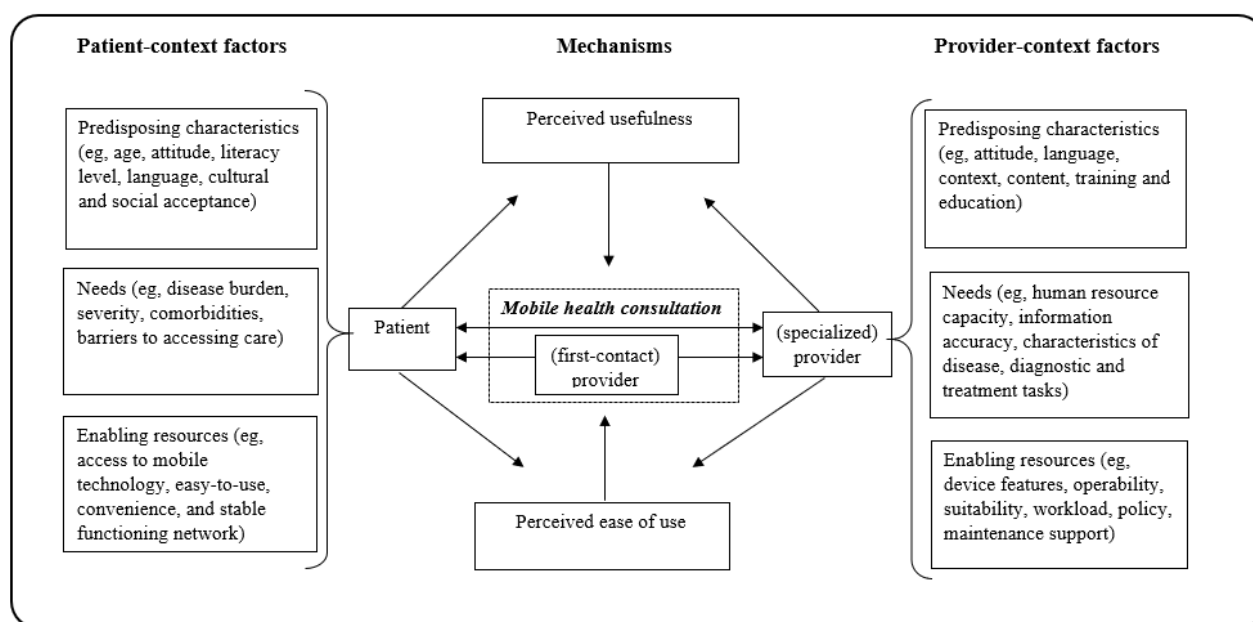 Patient-context factors
Mechanisms
Provider-context factors
Predisposing characteristics
(eg, age, attitude, literacy
level, language, cultural
and social acceptance)
Needs (eg, disease burden,
severity, comorbidities,
barriers to accessing care)
Enabling resources (eg,
access to mobile
technology, easy-to-use,
convenience, and stable
functioning network)
Patient
Perceived usefulness
Mobile health consultation
(first-contact)
provider
Perceived ease of use
(specialized)
provider
Predisposing characteristics
(eg, attitude, language,
context, content, training and
education)
Needs (eg, human resource
capacity, information
accuracy, characteristics of
disease, diagnostic and
treatment tasks)
Enabling resources (eg,
device features, operability,
suitability, workload, policy,
maintenance support)